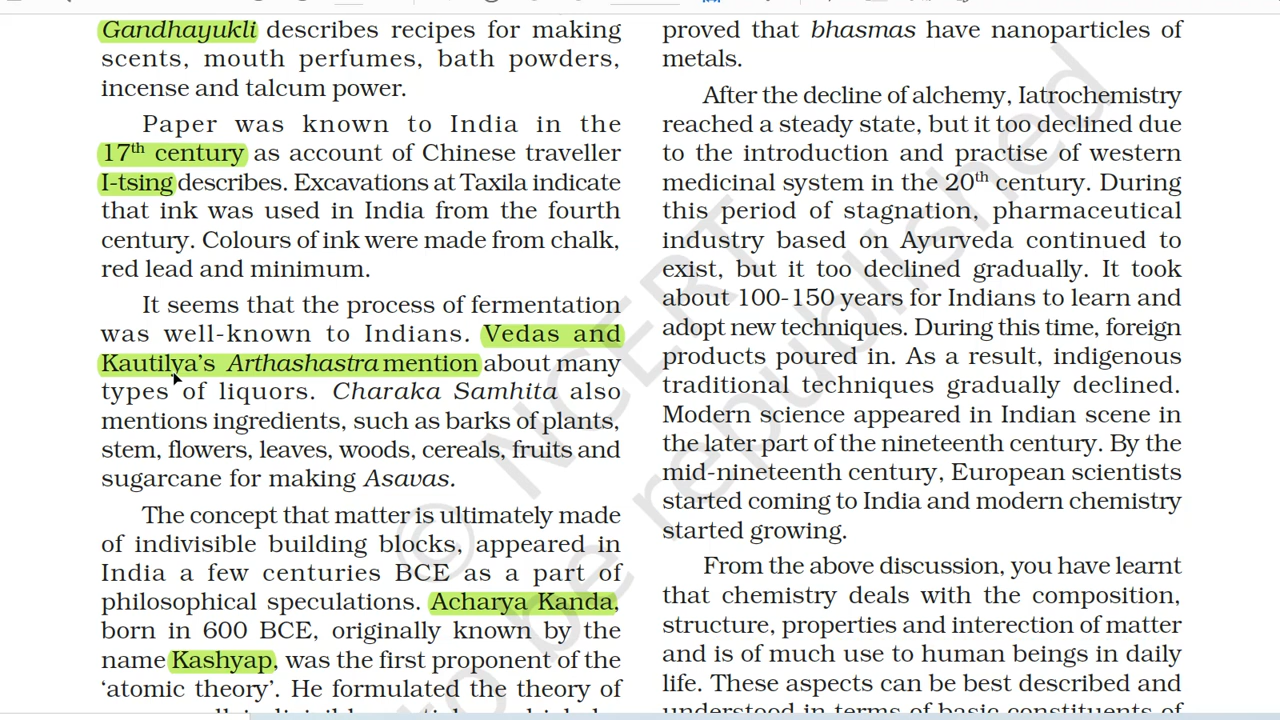 Gandhayukli describes recipes for making
scents, mouth perfumes, bath powders,
incense and talcum power.
Paper was known to India in the
17th century as account of Chinese traveller
I-tsing describes. Excavations at Taxila indicate
that ink was used in India from the fourth
century. Colours of ink were made from chalk,
red lead and minimum.
It seems that the process of fermentation
was well-known to Indians. Vedas and
Kautilya's Arthashastra mention about many
types of liquors. Charaka Samhita also
mentions ingredients, such as barks of plants,
stem, flowers, leaves, woods, cereals, fruits and
sugarcane for making Asavas.
The concept that matter is ultimately made
of indivisible building blocks, appeared in
India a few centuries BCE as a part of
philosophical speculations. Acharya Kanda,
born in 600 BCE, originally known by the
name Kashyap, was the first proponent of the
‘atomic theory’. He formulated the theory of
proved that bhasmas have nanoparticles of
metals.
After the decline of alchemy, Iatrochemistry
reached a steady state, but it too declined due
to the introduction and practise of western
medicinal system in the 20th century. During
this period of stagnation, pharmaceutical
industry based on Ayurveda continued to
exist, but it too declined gradually. It took
about 100-150 years for Indians to learn and
adopt new techniques. During this time, foreign
products poured in. As a result, indigenous
traditional techniques gradually declined.
Modern science appeared in Indian scene in
the later part of the nineteenth century. By the
mid-nineteenth century, European scientists
started coming to India and modern chemistry
started growing.
From the above discussion, you have learnt
that chemistry deals with the composition,
structure, properties and interection of matter
and is of much use to human beings in daily
life. These aspects can be best described and
understood in terms of basic constituents of
© NCERT
to be republished